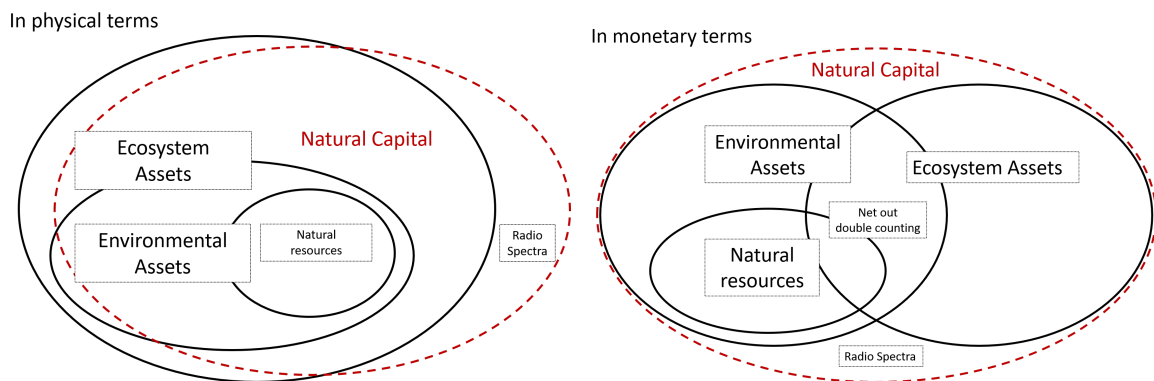 In physical terms
Natural Capital
Ecosystem
Assets
Environmental
Assets
Natural
resources
Radio
Spectra
In monetary terms
Natural Capital
Environmental
Assets
Ecosystem Assets
Net out
double counting
Natural
resources
Radio Spectra